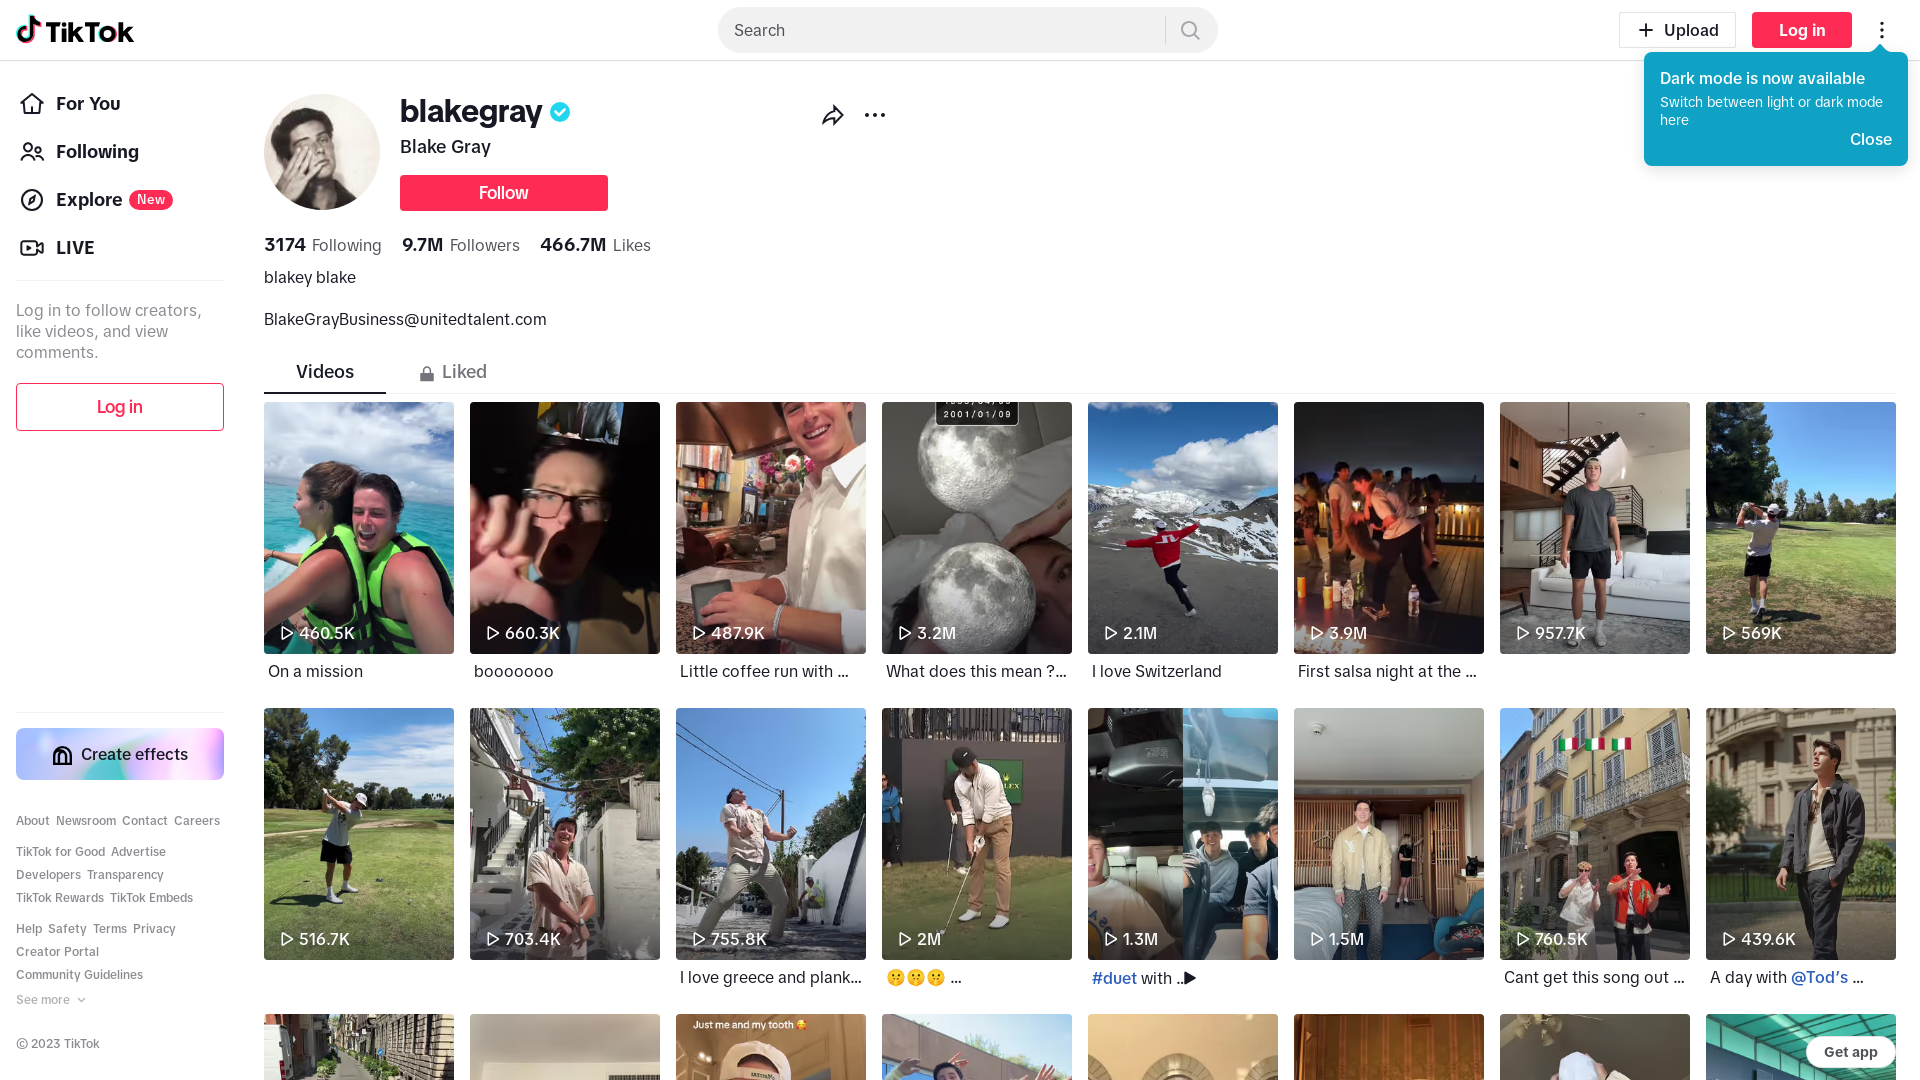 TikTok
Search
Upload
Log in
Dark mode is now available
Switch between light or dark mode
here
Close
For You
Following
Explore New
LIVE
Log in to follow creators,
like videos, and view
comments.
Log in
Create effects
About Newsroom Contact Careers
TikTok for Good Advertise
Developers Transparency
TikTok Rewards TikTok Embeds
Help Safety Terms Privacy
Creator Portal
Community Guidelines
See more
© 2023 TikTok
blakegray
Blake Gray
Follow
3174 Following 9.7M Followers 466.7M Likes
blakey blake
BlakeGrayBusiness@unitedtalent.com
Videos
Liked
2001/01/09
460.5K
660.3K
487.9K
3.2M
2.1M
3.9M
957.7K
569K
On a mission
booooooo
Little coffee run with ...
What does this mean ?...
I love Switzerland
First salsa night at the ...
516.7K
703.4K
755.8K
2M
1.3M
1.5M
760.5K
439.6K
I love greece and plank...
🤫🤫🤫 ...
#duet with ...
Cant get this song out ...
A day with @Tod's ...
Just me and my tooth 🥰
Get app